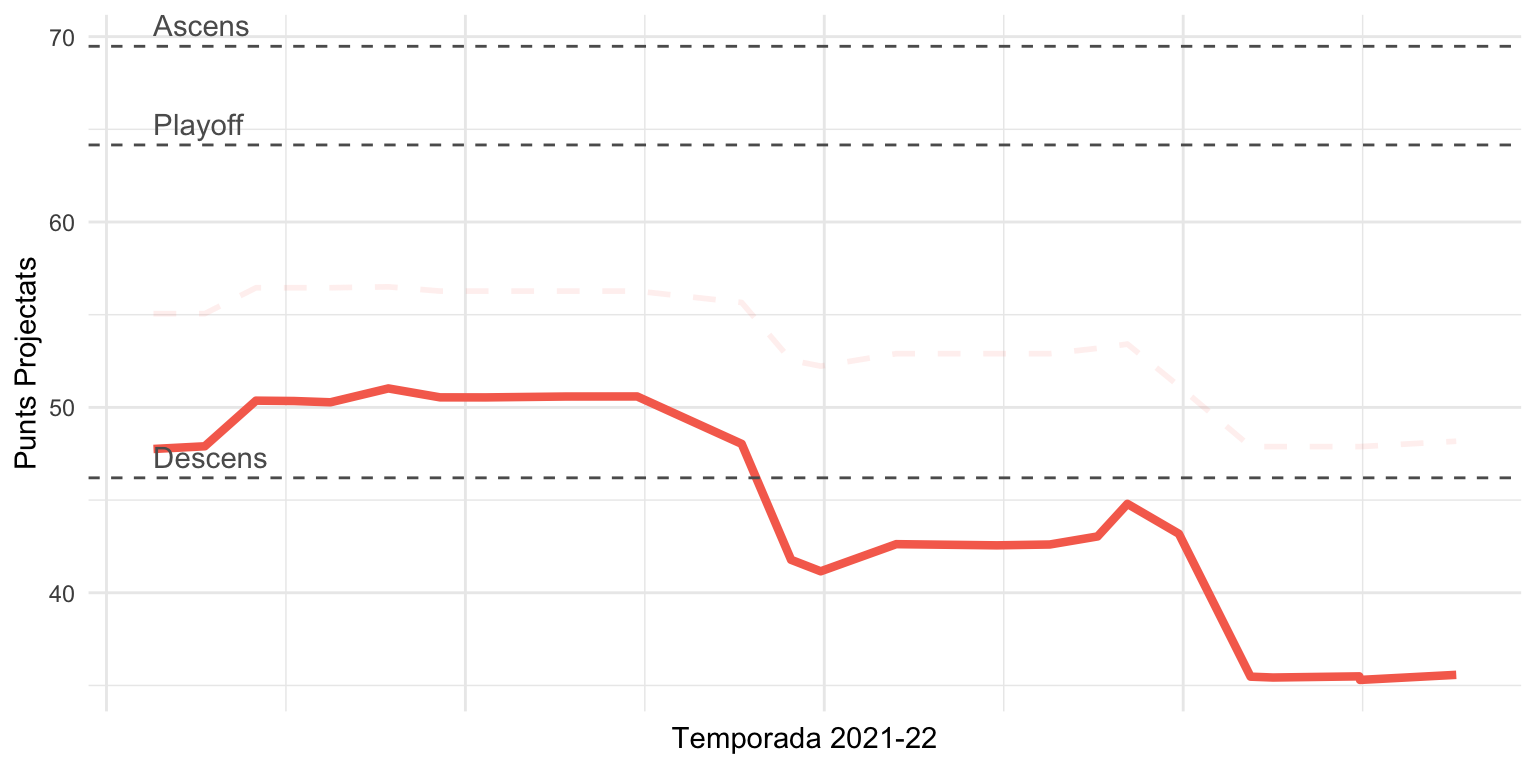 Ascens
70
Playoff
60
50
Descens
40
Punts Projectats
Temporada 2021-22